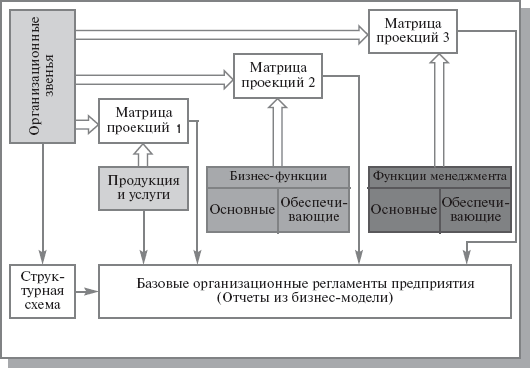 Организационные
звенья
Матрица
проекций 3
Матрица
проекций 2
Матрица
проекций 1
Продукция
и услуги
Бизнес-функции
Основные
Обеспечи-
вающие
Функции менеджмента
Основные
Обеспечи-
вающие
Струк-
турная
схема
Базовые организационные регламенты предприятия
(Отчеты из бизнес-модели)